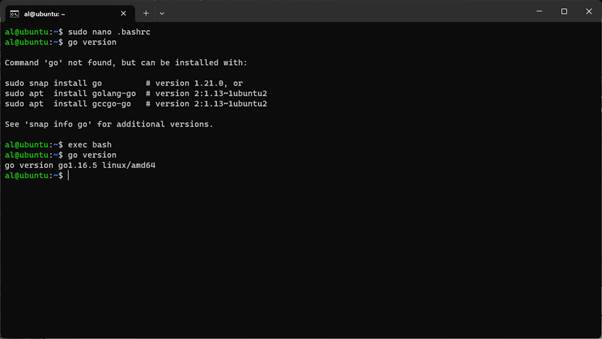 al@ubuntu: ~
al@ubuntu:~$ sudo nano .bashrc
al@ubuntu:~$ go version
Command 'go' not found, but can be installed with:
sudo snap install go         # version 1.21.0, or
sudo apt  install golang-go  # version 2:1.13~1ubuntu2
sudo apt  install gccgo-go   # version 2:1.13~1ubuntu2
See 'snap info go' for additional versions.
al@ubuntu:~$ exec bash
al@ubuntu:~$ go version
go version go1.16.5 linux/amd64
al@ubuntu:~$